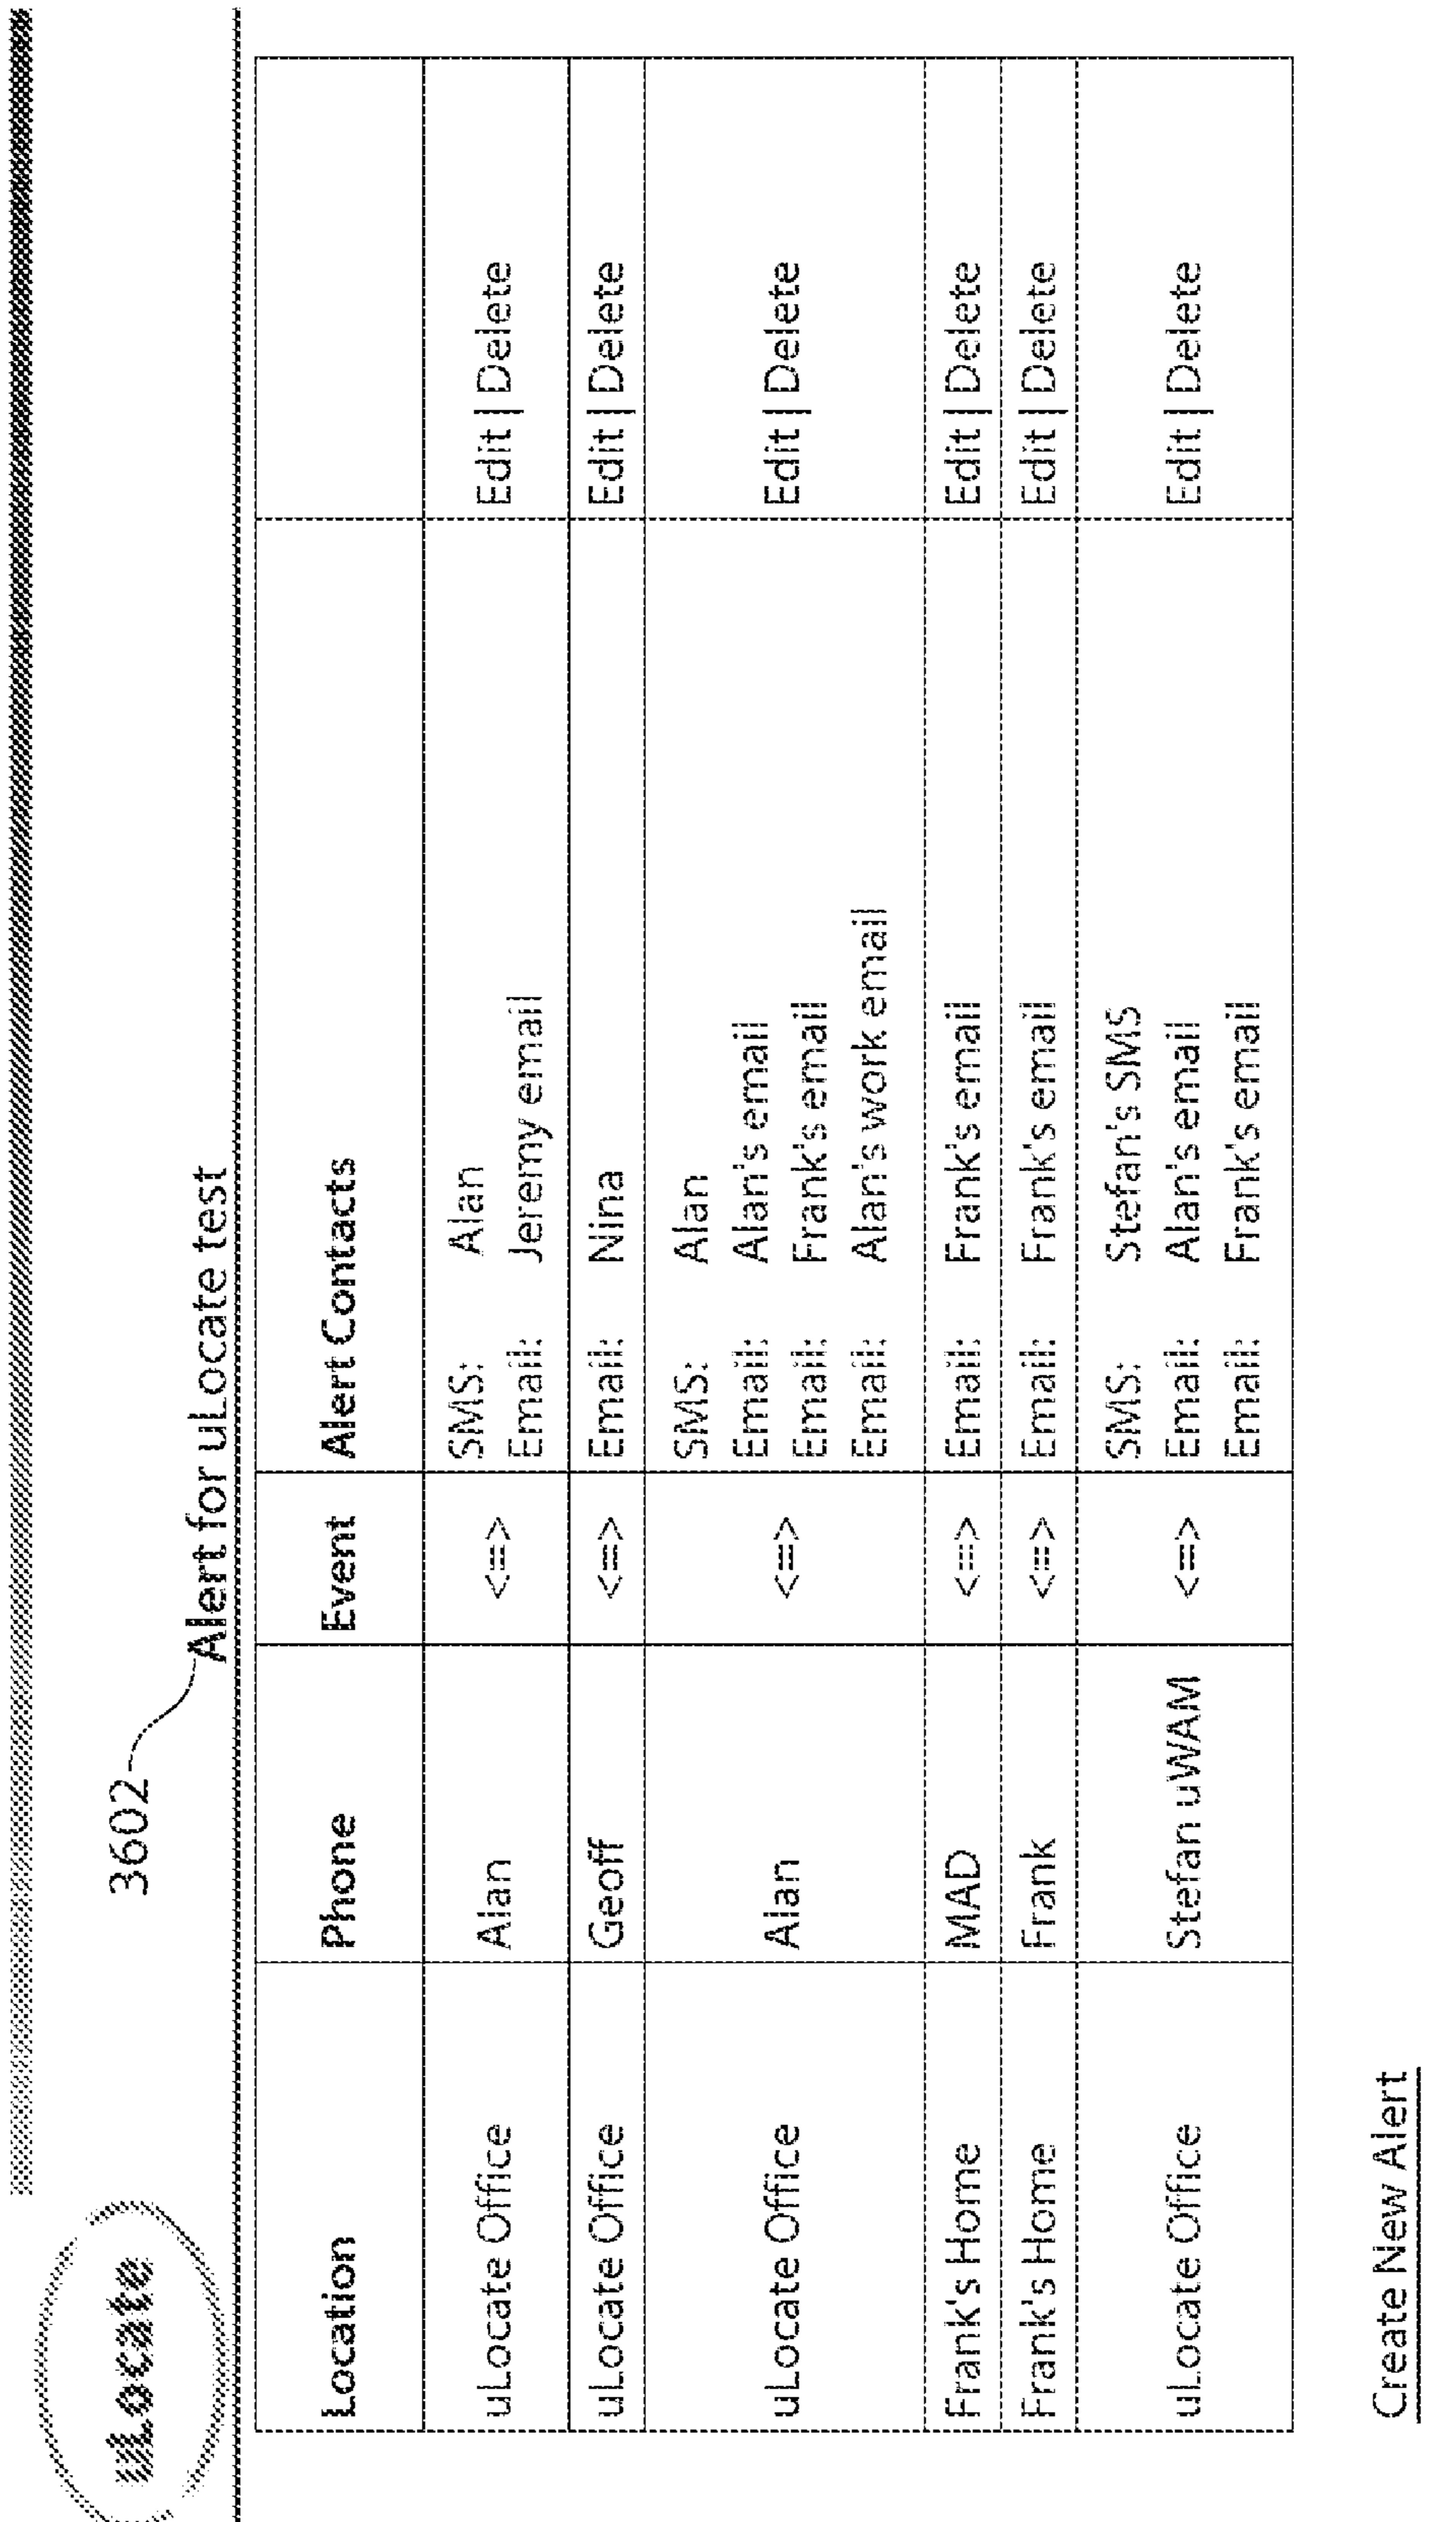 uLocate
3602
Alert for uLocate test
Location Phone Event Alert Contacts
uLocate Office Alan <=> SMS: Alan Edit | Delete
Email: Jeremy email
uLocate Office Geoff <=> Email: Nina Edit | Delete
uLocate Office Alan <=> SMS: Alan Edit | Delete
Email: Alan's email
Email: Frank's email
Email: Alan's work email
Frank's Home MAD <=> Email: Frank's email Edit | Delete
Frank's Home Frank <=> Email: Frank's email Edit | Delete
uLocate Office Stefan uWAM <=> SMS: Stefan's SMS Edit | Delete
Email: Alan's email
Email: Frank's email
Create New Alert